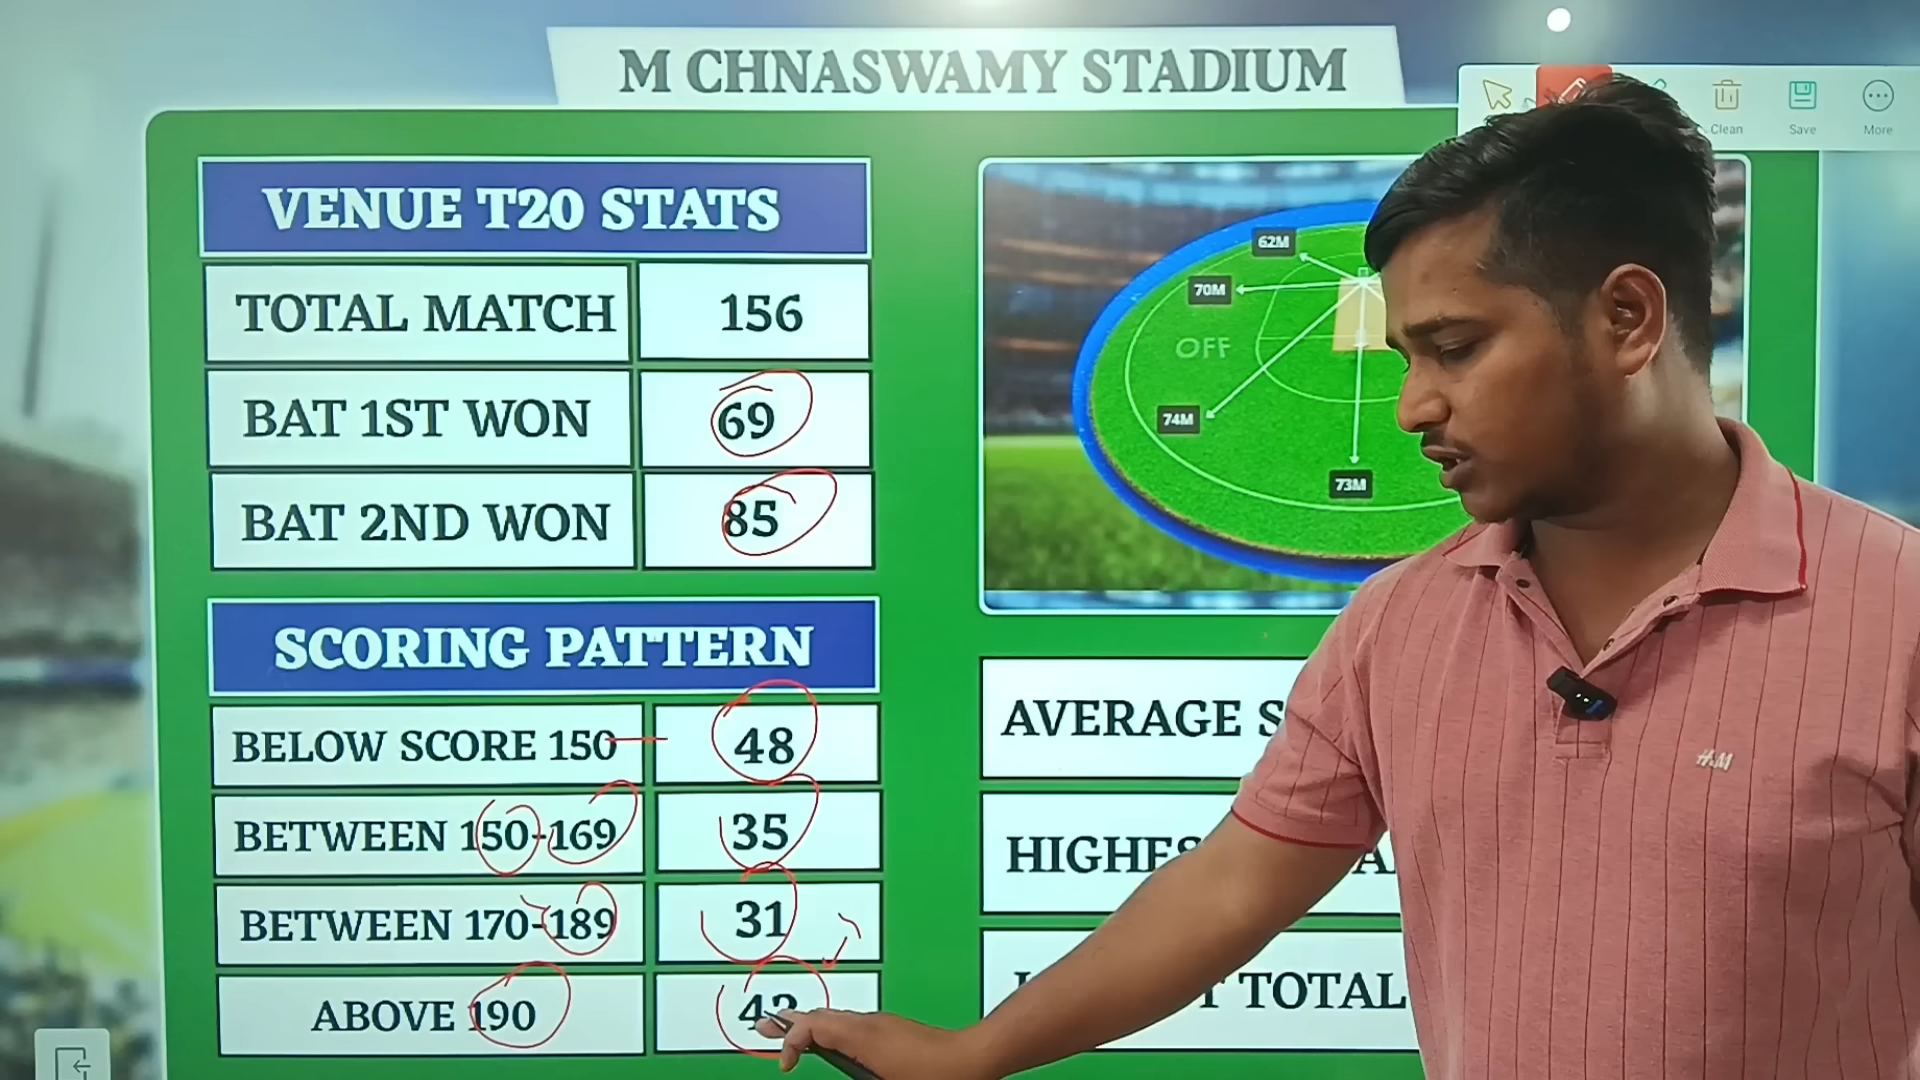 M CHNASWAMY STADIUM
Clean
Save
More
VENUE T20 STATS
TOTAL MATCH 156
BAT 1ST WON 69
BAT 2ND WON 85
62M
70M
OFF
74M
73M
SCORING PATTERN
BELOW SCORE 150 48
BETWEEN 150-169 35
BETWEEN 170-189 31
ABOVE 190
AVERAGE
TOTAL
H&M